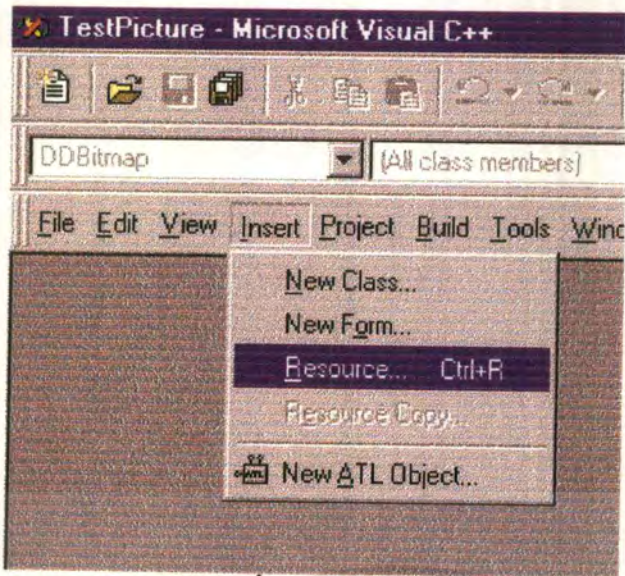 TestPicture - Microsoft Visual C++
DDBitmap (All class members)
File Edit View Insert Project Build Tools Wind
New Class...
New Form...
Resource... Ctrl+R
Resource Copy...
New ATL Object...